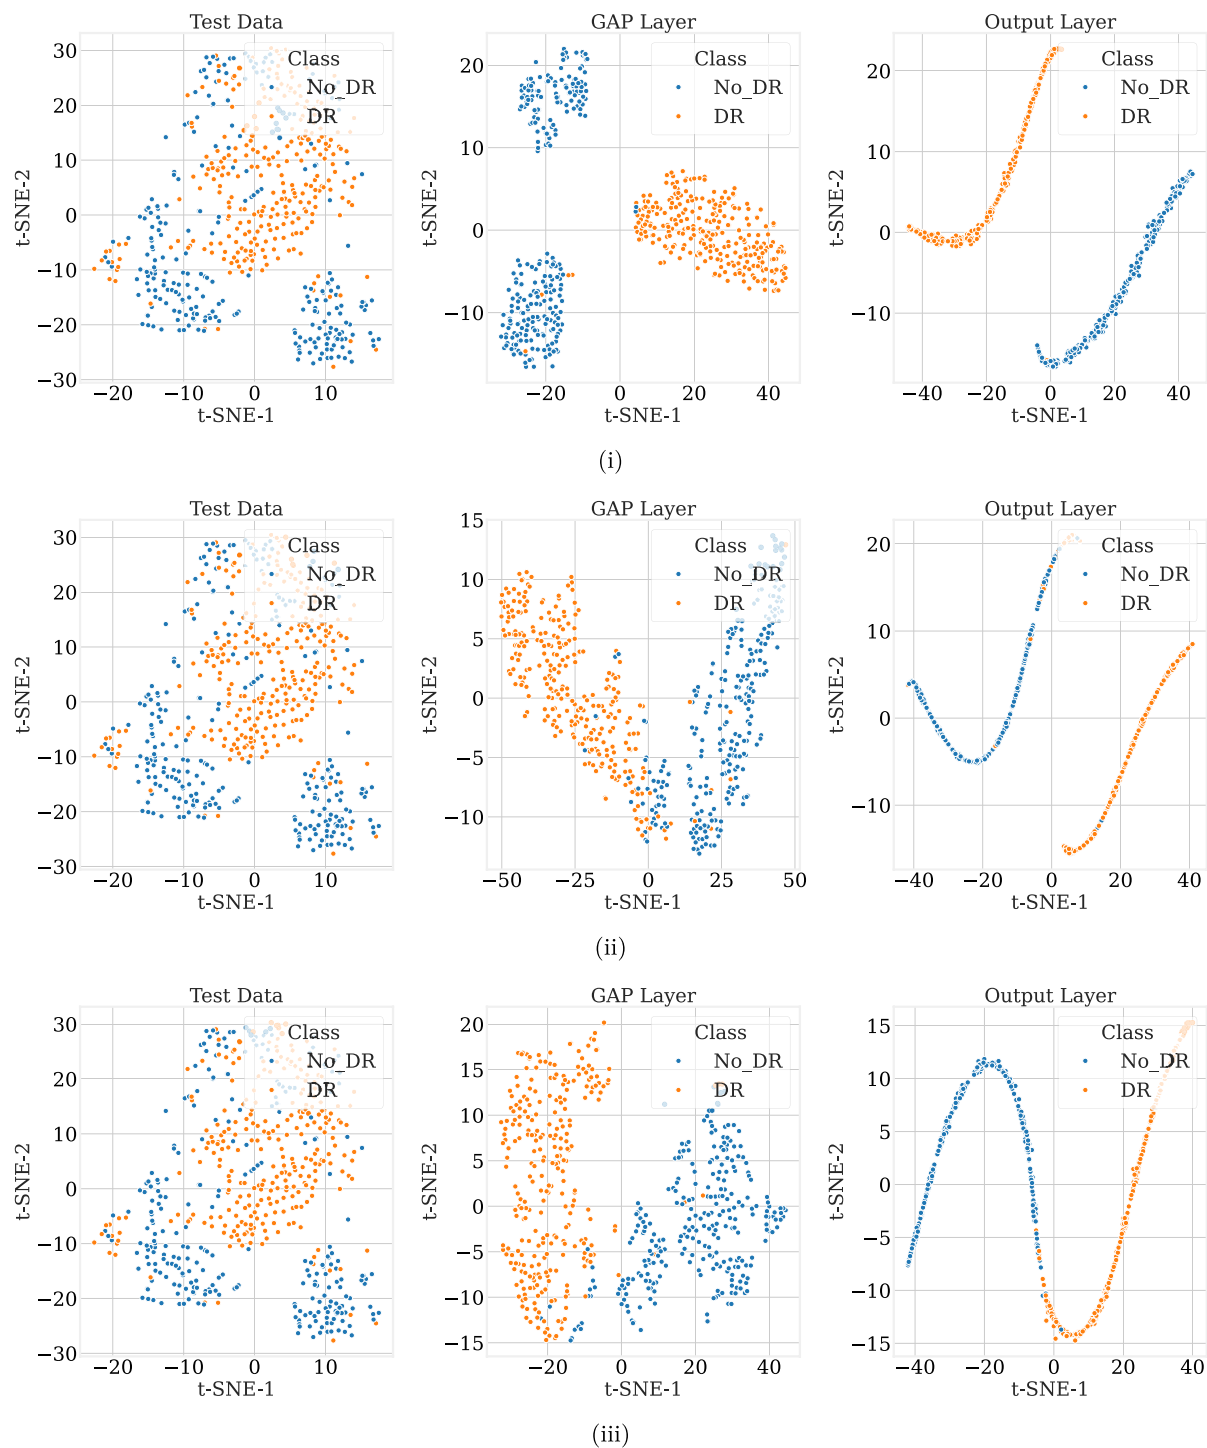 Test Data
GAP Layer
Output Layer
30
20
10
0
−10
−20
−30
t-SNE-2
−20
−10
0
10
t-SNE-1
Class
No_DR
DR
20
10
0
−10
t-SNE-2
−20
0
20
40
t-SNE-1
Class
No_DR
DR
20
10
0
−10
t-SNE-2
−40
−20
0
20
40
t-SNE-1
Class
No_DR
DR
(i)
Test Data
GAP Layer
Output Layer
30
20
10
0
−10
−20
−30
t-SNE-2
−20
−10
0
10
t-SNE-1
Class
No_DR
DR
15
10
5
0
−5
−10
t-SNE-2
−50
−25
0
25
50
t-SNE-1
Class
No_DR
DR
20
10
0
−10
t-SNE-2
−40
−20
0
20
40
t-SNE-1
Class
No_DR
DR
(ii)
Test Data
GAP Layer
Output Layer
30
20
10
0
−10
−20
−30
t-SNE-2
−20
−10
0
10
t-SNE-1
Class
No_DR
DR
20
15
10
5
0
−5
−10
−15
t-SNE-2
−20
0
20
40
t-SNE-1
Class
No_DR
DR
15
10
5
0
−5
−10
−15
t-SNE-2
−40
−20
0
20
40
t-SNE-1
Class
No_DR
DR
(iii)